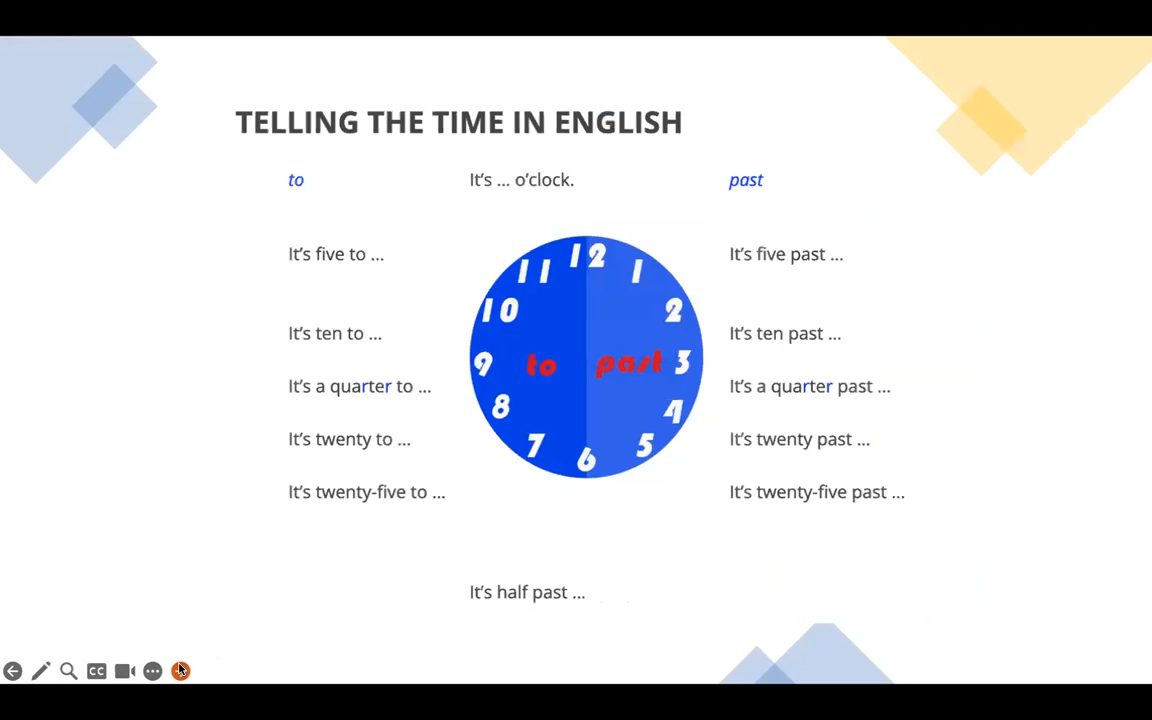 TELLING THE TIME IN ENGLISH
to
It's ... o'clock.
past
It's five to ...
It's five past ...
It's ten to ...
It's ten past ...
It's a quarter to ...
It's a quarter past ...
It's twenty to ...
It's twenty past ...
It's twenty-five to ...
It's twenty-five past ...
12
11
1
10
2
9
to
past
3
8
4
7
5
6
It's half past ...
CC